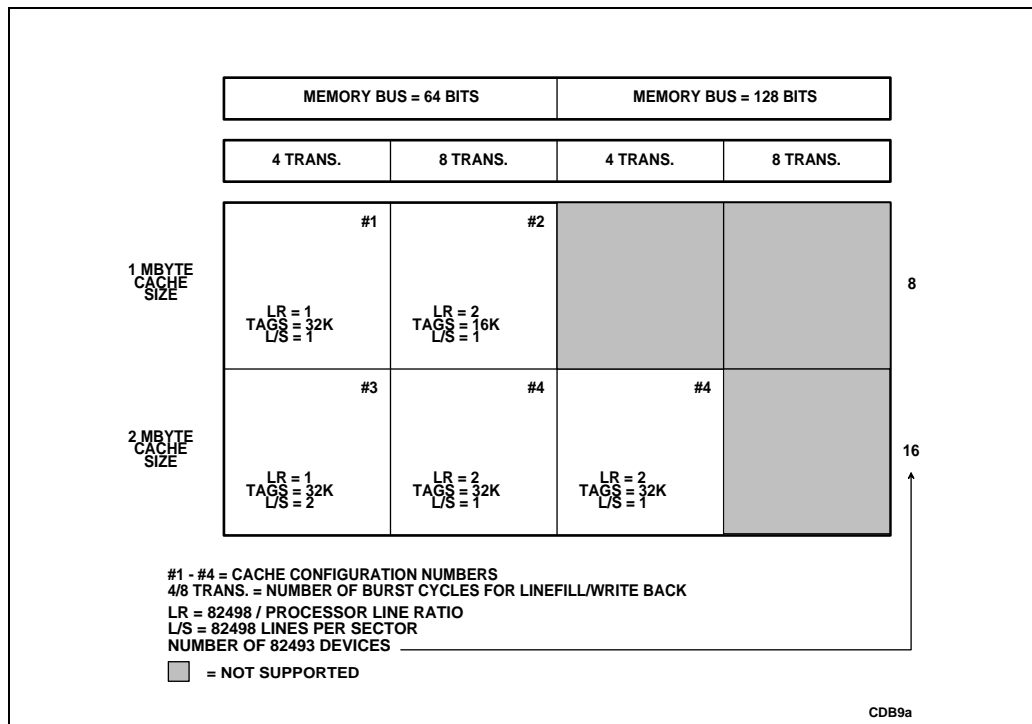 MEMORY BUS = 64 BITS MEMORY BUS = 128 BITS
4 TRANS. 8 TRANS. 4 TRANS. 8 TRANS.
#1 #2
1 MBYTE
CACHE
SIZE
8
LR = 1 LR = 2
TAGS = 32K TAGS = 16K
L/S = 1 L/S = 1
#3 #4 #4
2 MBYTE
CACHE
SIZE
16
LR = 1 LR = 2 LR = 2
TAGS = 32K TAGS = 32K TAGS = 32K
L/S = 2 L/S = 1 L/S = 1
#1 - #4 = CACHE CONFIGURATION NUMBERS
4/8 TRANS. = NUMBER OF BURST CYCLES FOR LINEFILL/WRITE BACK
LR = 82498 / PROCESSOR LINE RATIO
L/S = 82498 LINES PER SECTOR
NUMBER OF 82493 DEVICES
= NOT SUPPORTED
CDB9a